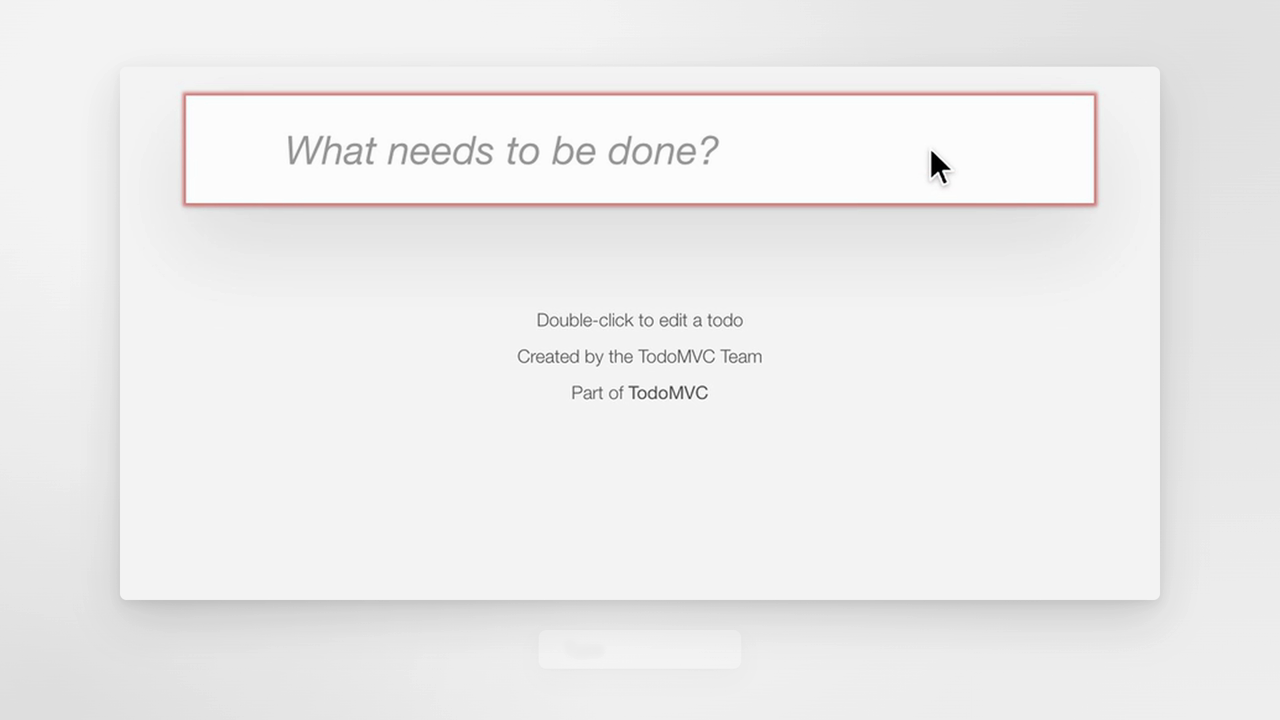 What needs to be done?
Double-click to edit a todo
Created by the TodoMVC Team
Part of TodoMVC